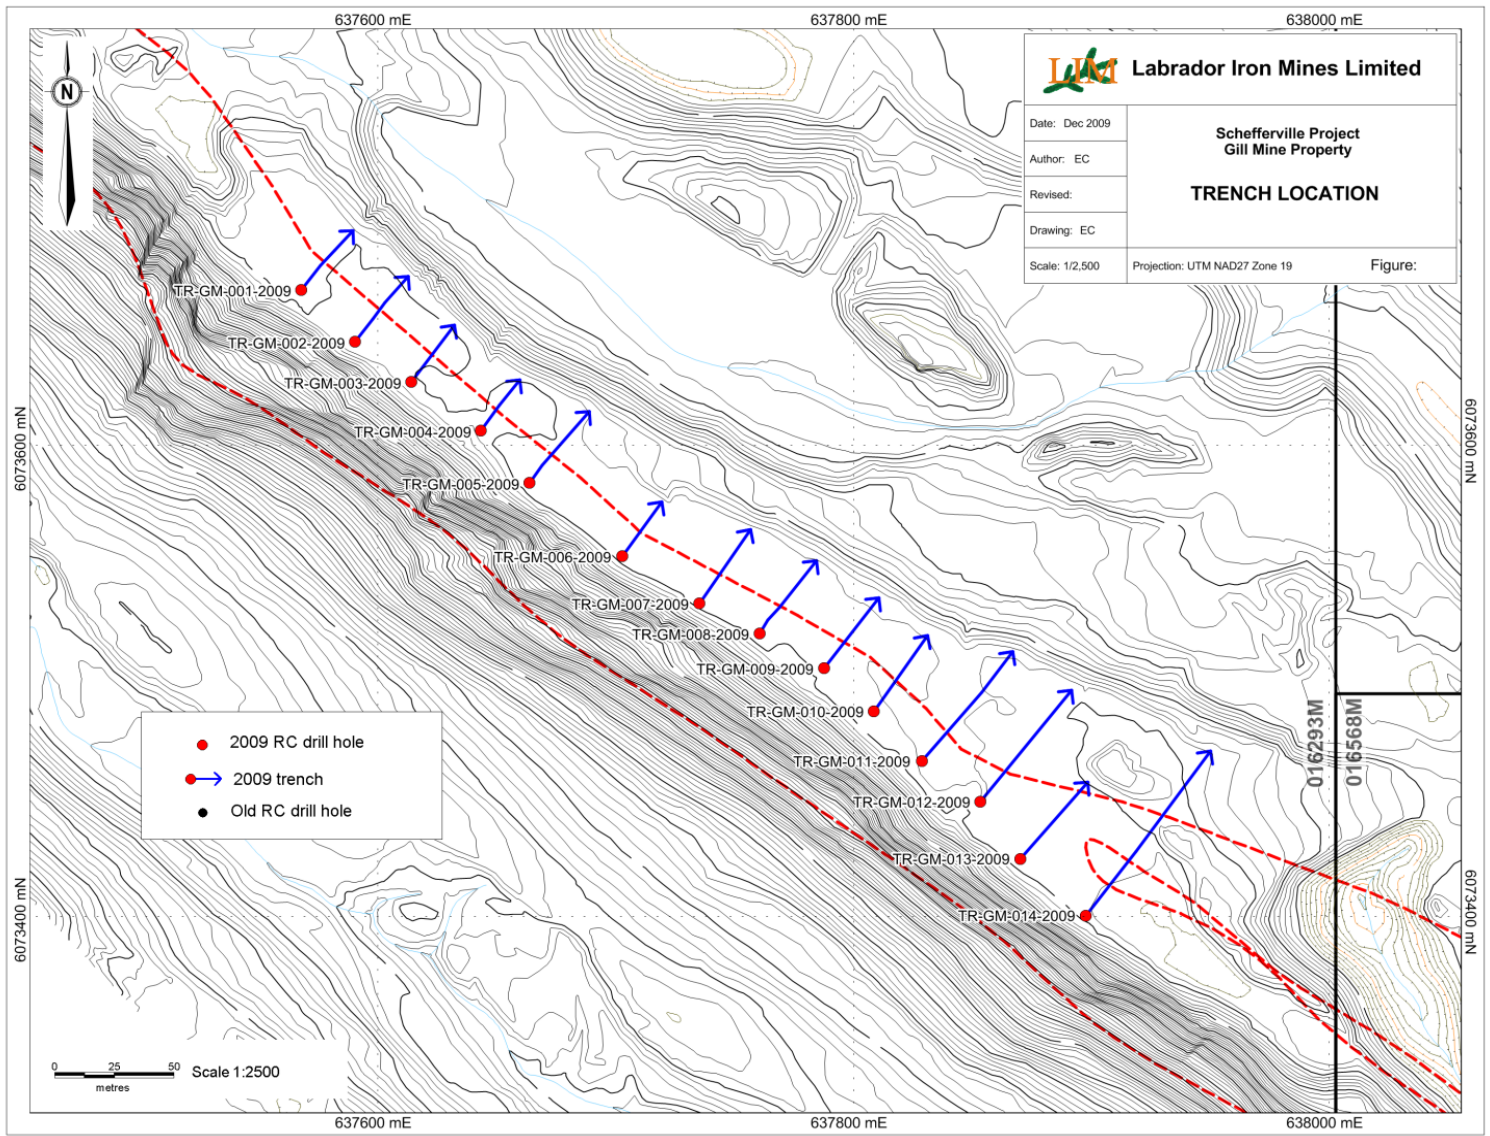 637600 mE
637800 mE
638000 mE
N
LIM
Labrador Iron Mines Limited
Date: Dec 2009
Author: EC
Revised:
Drawing: EC
Scale: 1/2,500
Schefferville Project
Gill Mine Property
TRENCH LOCATION
Projection: UTM NAD27 Zone 19
Figure:
TR-GM-001-2009
TR-GM-002-2009
TR-GM-003-2009
TR-GM-004-2009
TR-GM-005-2009
TR-GM-006-2009
TR-GM-007-2009
TR-GM-008-2009
TR-GM-009-2009
TR-GM-010-2009
TR-GM-011-2009
TR-GM-012-2009
TR-GM-013-2009
TR-GM-014-2009
6073600 mN
6073600 mN
6073400 mN
6073400 mN
016293M
016568M
2009 RC drill hole
2009 trench
Old RC drill hole
0 25 50
metres
Scale 1:2500
637600 mE
637800 mE
638000 mE